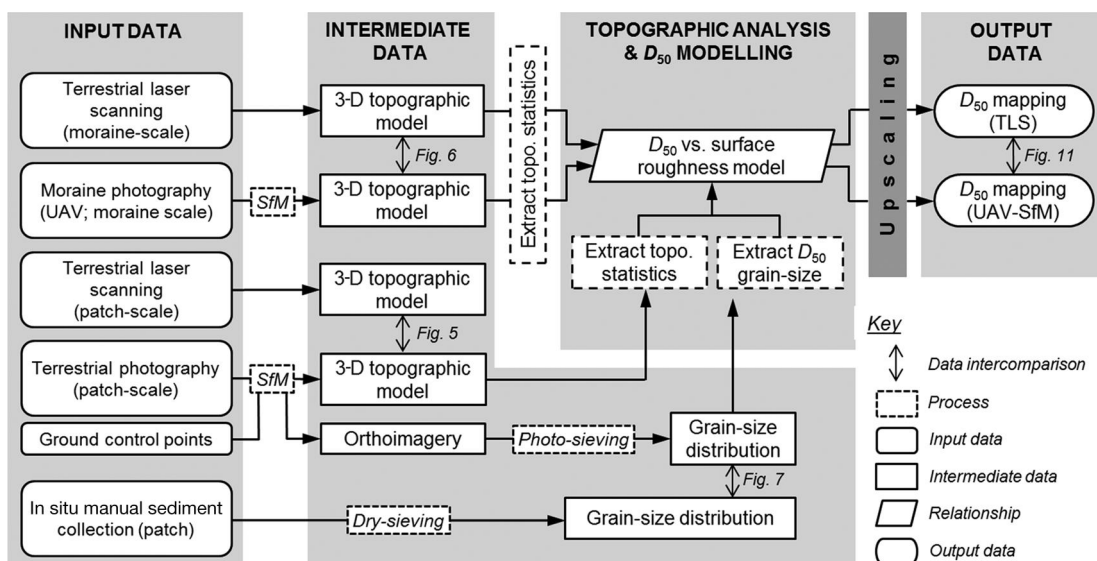 INPUT DATA
Terrestrial laser
scanning
(moraine-scale)
Moraine photography
(UAV; moraine scale)
Terrestrial laser
scanning
(patch-scale)
Terrestrial photography
(patch-scale)
Ground control points
In situ manual sediment
collection (patch)
SfM
SfM
INTERMEDIATE
DATA
3-D topographic
model
Fig. 6
3-D topographic
model
3-D topographic
model
Fig. 5
3-D topographic
model
Orthoimagery
Photo-sieving
Grain-size
distribution
Fig. 7
Dry-sieving
Grain-size distribution
Extract topo. statistics
TOPOGRAPHIC ANALYSIS
& D50 MODELLING
D50 vs. surface
roughness model
Extract topo.
statistics
Extract D50
grain-size
Upscaling
OUTPUT
DATA
D50 mapping
(TLS)
Fig. 11
D50 mapping
(UAV-SfM)
Key
Data intercomparison
Process
Input data
Intermediate data
Relationship
Output data